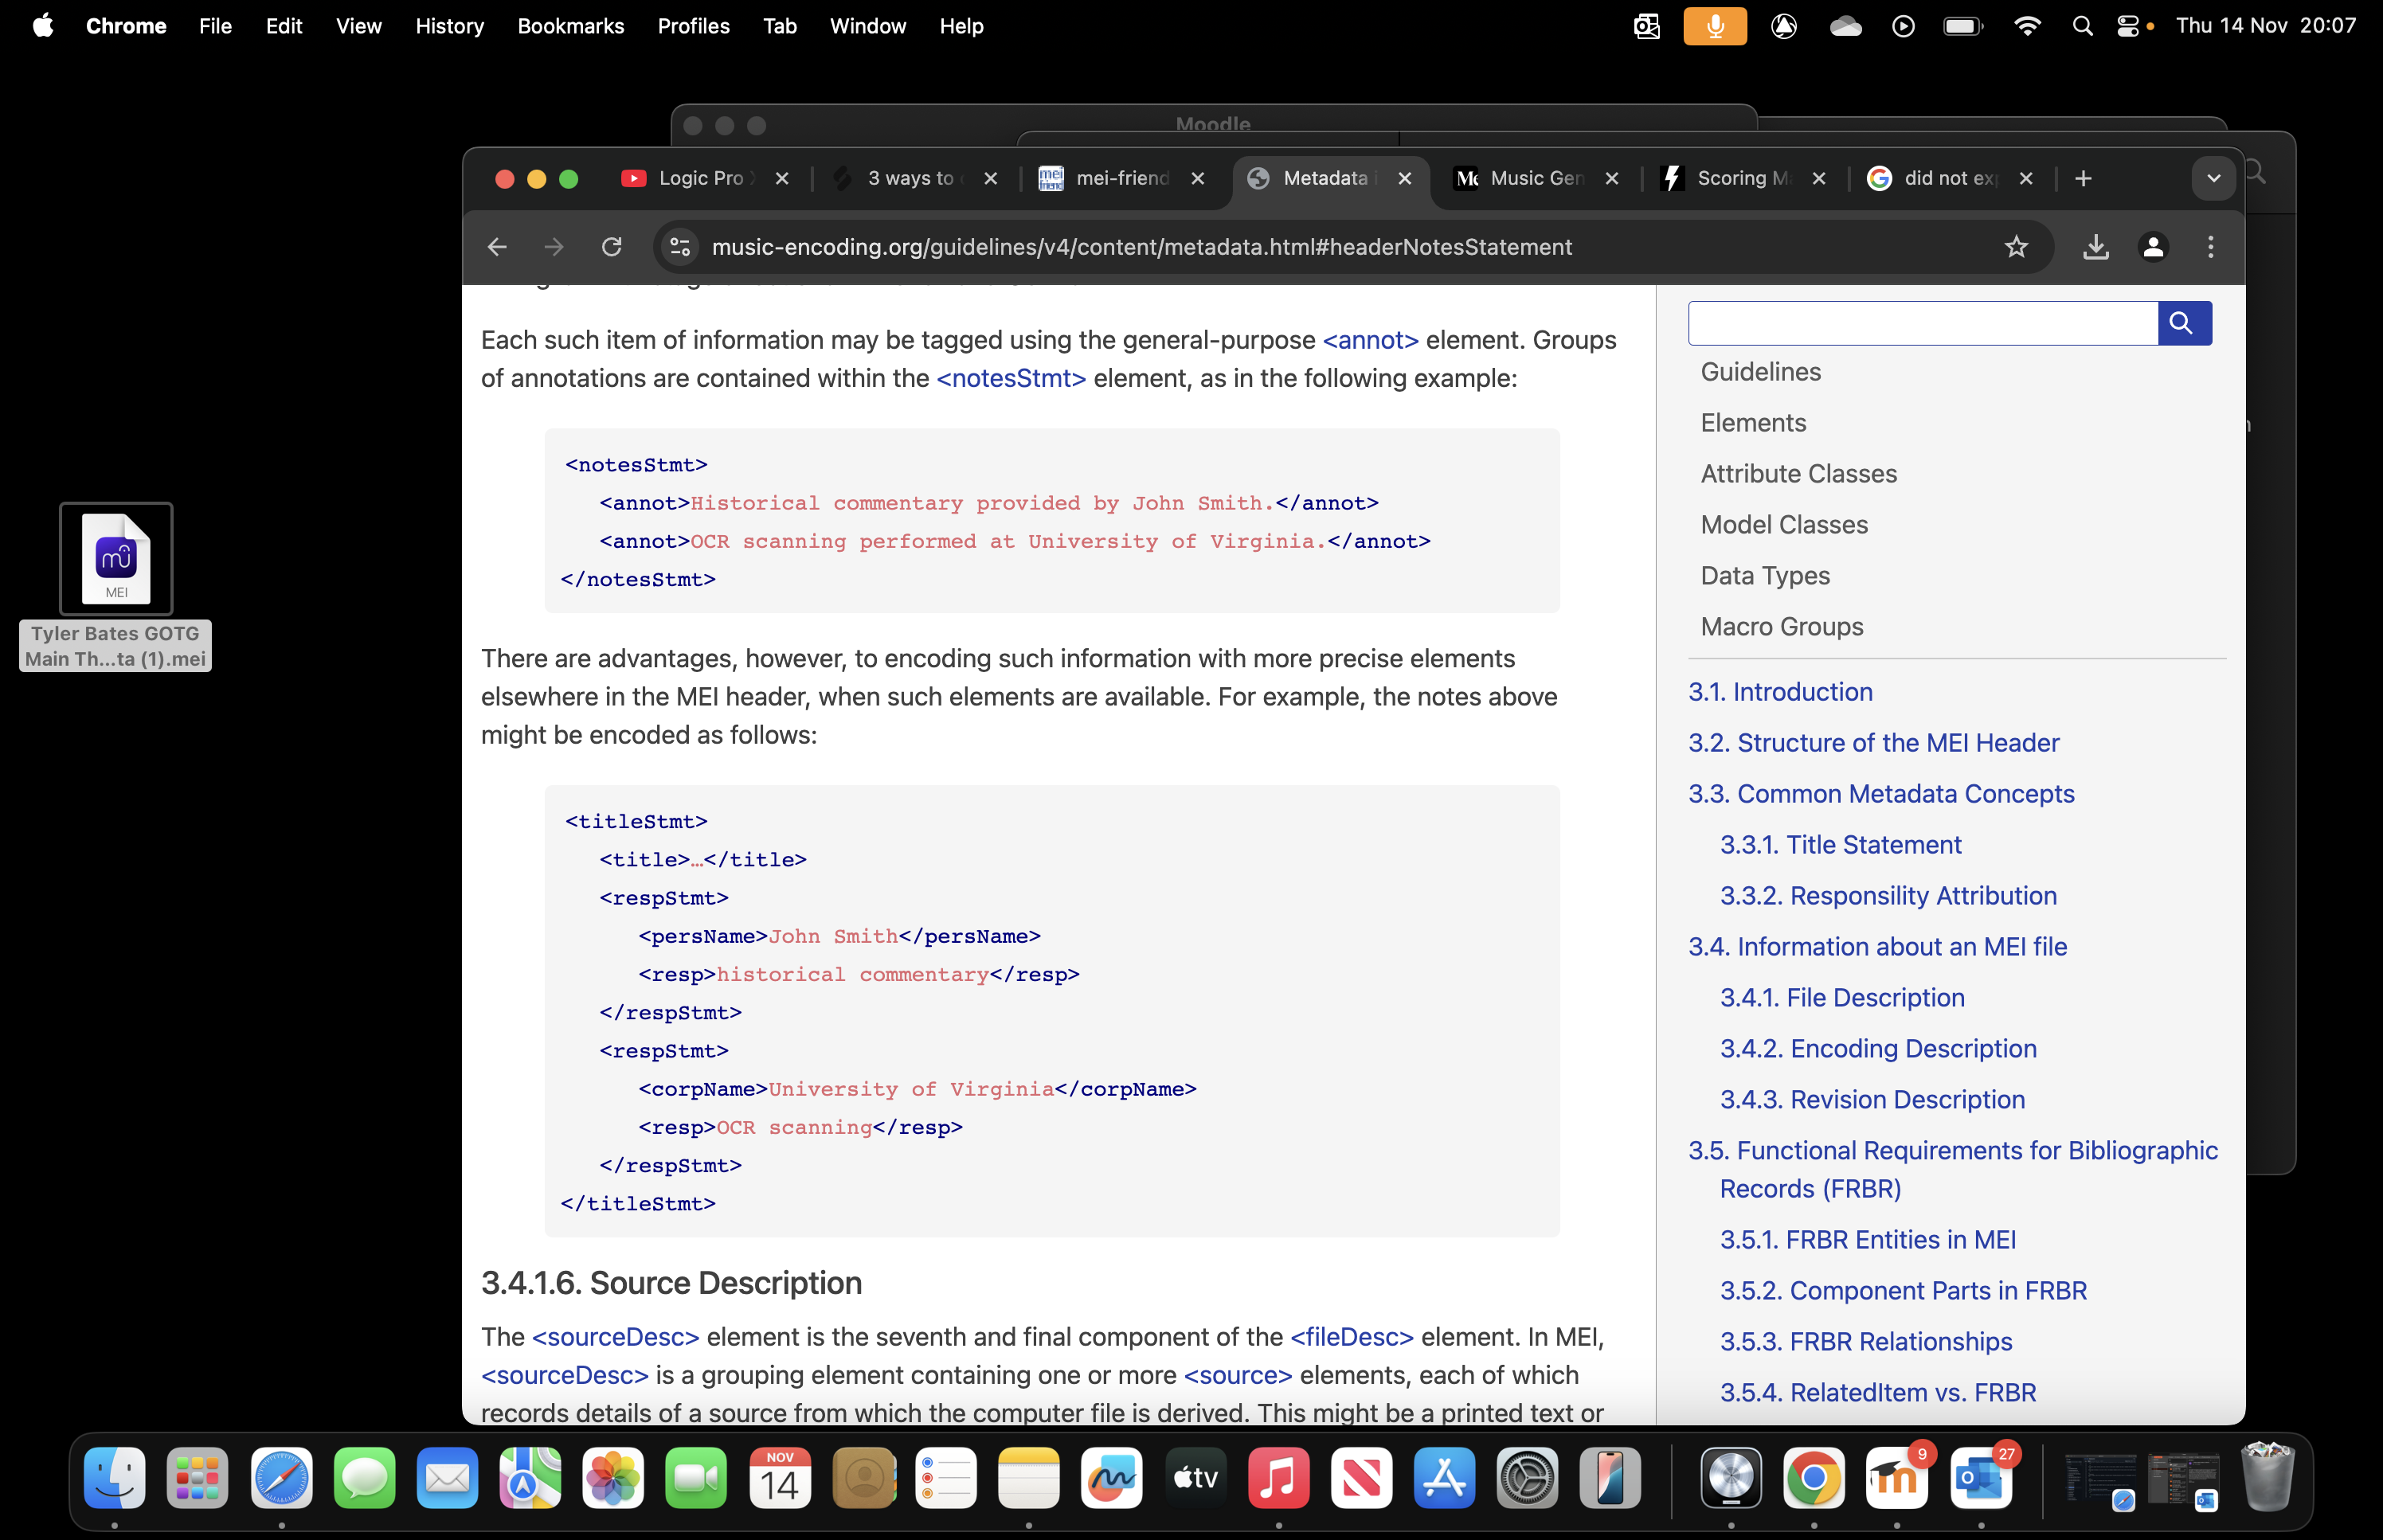 Chrome File Edit View History Bookmarks Profiles Tab Window Help Thu 14 Nov 20:07
Moodle
Logic Pro 3 ways to mei-friend Metadata Music Gen Scoring M did not exp
music-encoding.org/guidelines/v4/content/metadata.html#headerNotesStatement
Each such item of information may be tagged using the general-purpose <annot> element. Groups
of annotations are contained within the <notesStmt> element, as in the following example:
<notesStmt>
<annot>Historical commentary provided by John Smith.</annot>
<annot>OCR scanning performed at University of Virginia.</annot>
</notesStmt>
There are advantages, however, to encoding such information with more precise elements
elsewhere in the MEI header, when such elements are available. For example, the notes above
might be encoded as follows:
<titleStmt>
<title>…</title>
<respStmt>
<persName>John Smith</persName>
<resp>historical commentary</resp>
</respStmt>
<respStmt>
<corpName>University of Virginia</corpName>
<resp>OCR scanning</resp>
</respStmt>
</titleStmt>
3.4.1.6. Source Description
The <sourceDesc> element is the seventh and final component of the <fileDesc> element. In MEI,
<sourceDesc> is a grouping element containing one or more <source> elements, each of which
records details of a source from which the computer file is derived. This might be a printed text or
Guidelines
Elements
Attribute Classes
Model Classes
Data Types
Macro Groups
3.1. Introduction
3.2. Structure of the MEI Header
3.3. Common Metadata Concepts
3.3.1. Title Statement
3.3.2. Responsility Attribution
3.4. Information about an MEI file
3.4.1. File Description
3.4.2. Encoding Description
3.4.3. Revision Description
3.5. Functional Requirements for Bibliographic
Records (FRBR)
3.5.1. FRBR Entities in MEI
3.5.2. Component Parts in FRBR
3.5.3. FRBR Relationships
3.5.4. RelatedItem vs. FRBR
MEI
Tyler Bates GOTG
Main Th...ta (1).mei
NOV
14
tv
9
27